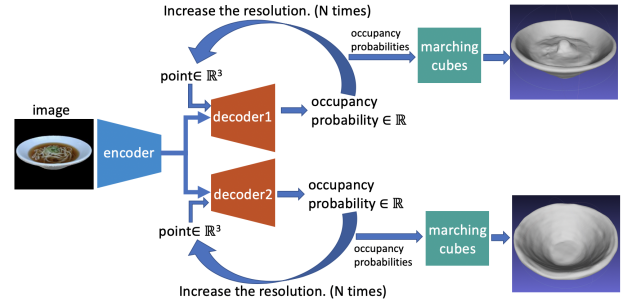 Increase the resolution. (N times)
occupancy
probabilities
marching
cubes
point∈ ℝ³
image
decoder1
occupancy
probability ∈ ℝ
encoder
decoder2
occupancy
probability ∈ ℝ
point∈ ℝ³
occupancy
probabilities
marching
cubes
Increase the resolution. (N times)